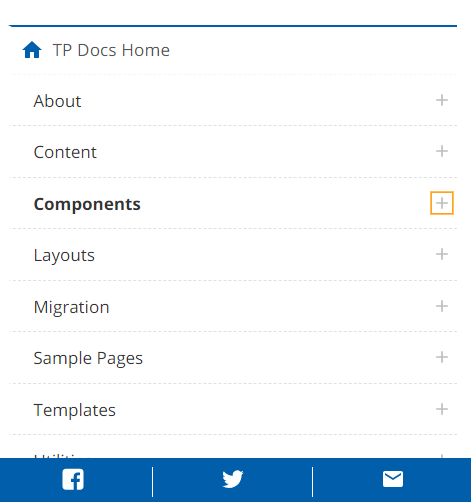 TP Docs Home
About
Content
Components
Layouts
Migration
Sample Pages
Templates